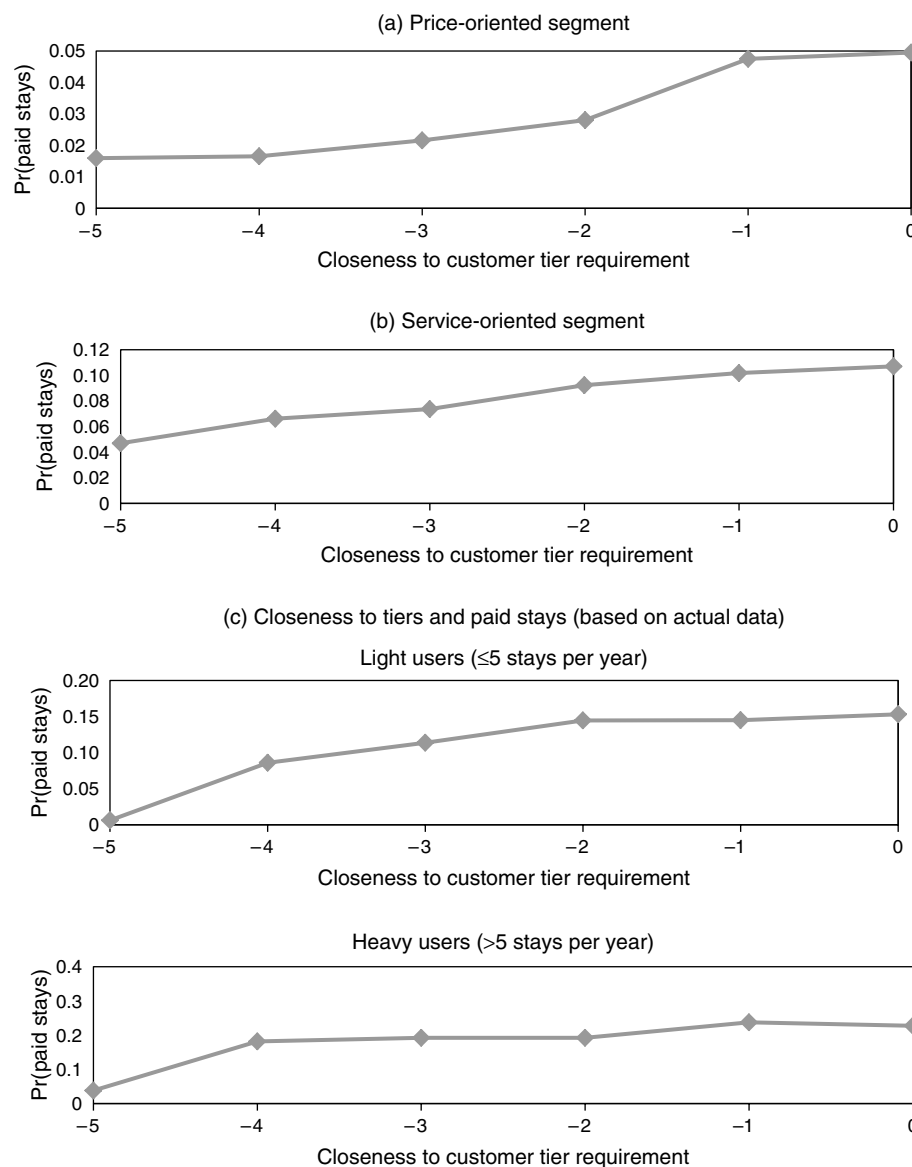 (a) Price-oriented segment
0.05
0.04
0.03
0.02
0.01
0
Pr(paid stays)
−5 −4 −3 −2 −1 0
Closeness to customer tier requirement
(b) Service-oriented segment
0.12
0.10
0.08
0.06
0.04
0.02
0
Pr(paid stays)
−5 −4 −3 −2 −1 0
Closeness to customer tier requirement
(c) Closeness to tiers and paid stays (based on actual data)
Light users (≤5 stays per year)
0.20
0.15
0.10
0.05
0
Pr(paid stays)
−5 −4 −3 −2 −1 0
Closeness to customer tier requirement
Heavy users (>5 stays per year)
0.4
0.3
0.2
0.1
0
Pr(paid stays)
−5 −4 −3 −2 −1 0
Closeness to customer tier requirement